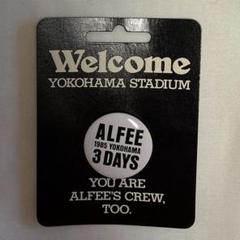 Welcome
YOKOHAMA STADIUM
ALFEE
1985 YOKOHAMA
3 DAYS
YOU ARE
ALFEE'S CREW,
TOO.